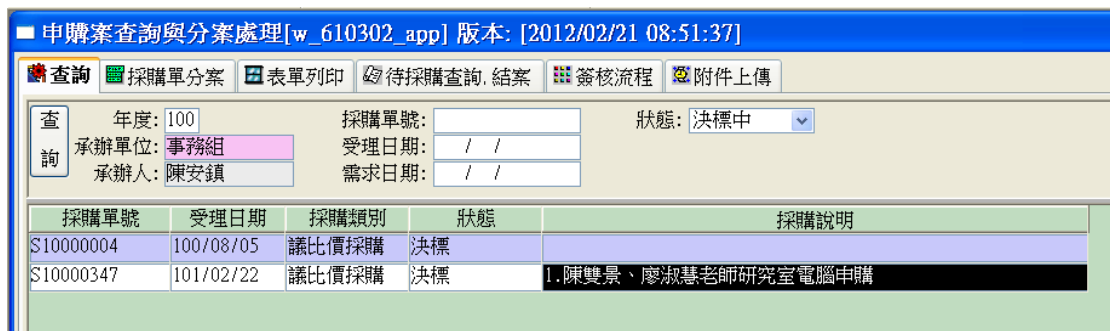 申購案查詢與分案處理[w_610302_app] 版本: [2012/02/21 08:51:37]
查詢 採購單分案 表單列印 待採購查詢.結案 簽核流程 附件上傳
查詢 年度: 100 採購單號: 狀態: 決標中
承辦單位: 事務組 受理日期: / /
承辦人: 陳安鎮 需求日期: / /
採購單號 受理日期 採購類別 狀態 採購說明
S10000004 100/08/05 議比價採購 決標
S10000347 101/02/22 議比價採購 決標 1.陳雙景、廖淑慧老師研究室電腦申購